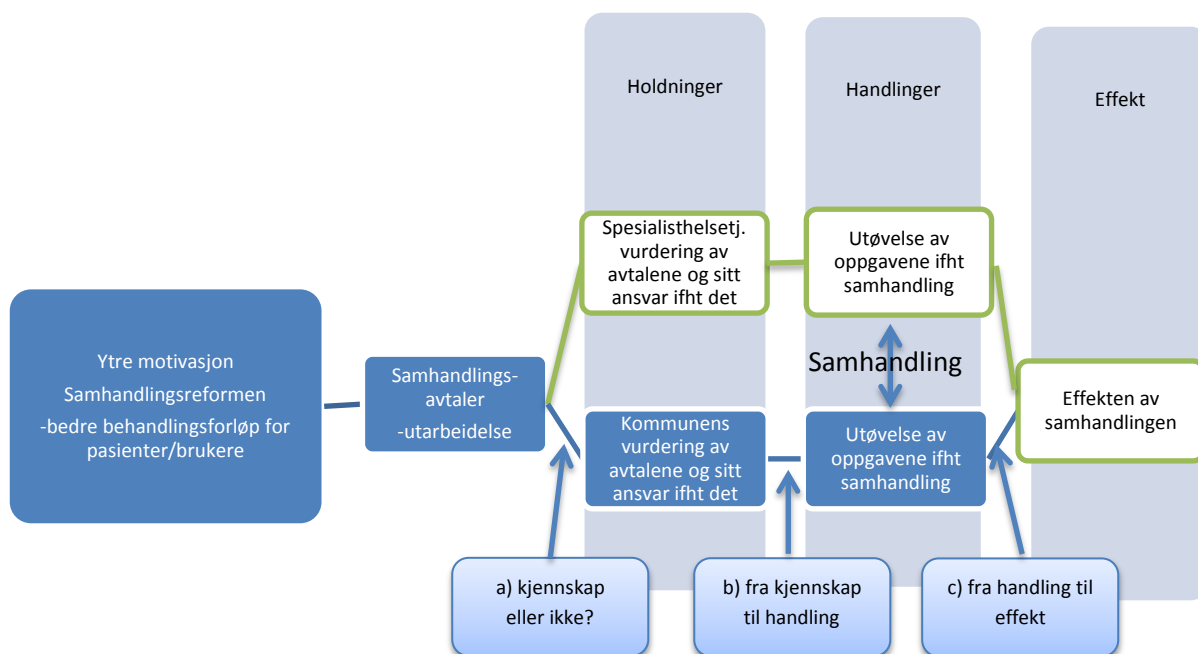 Holdninger
Handlinger
Effekt
Spesialisthelsetj.
vurdering av
avtalene og sitt
ansvar ifht det
Utøvelse av
oppgavene ifht
samhandling
Ytre motivasjon
Samhandlingsreformen
-bedre behandlingsforløp for
pasienter/brukere
Samhandlings-
avtaler
-utarbeidelse
Samhandling
Kommunens
vurdering av
avtalene og sitt
ansvar ifht det
Utøvelse av
oppgavene ifht
samhandling
Effekten av
samhandlingen
a) kjennskap
eller ikke?
b) fra kjennskap
til handling
c) fra handling til
effekt